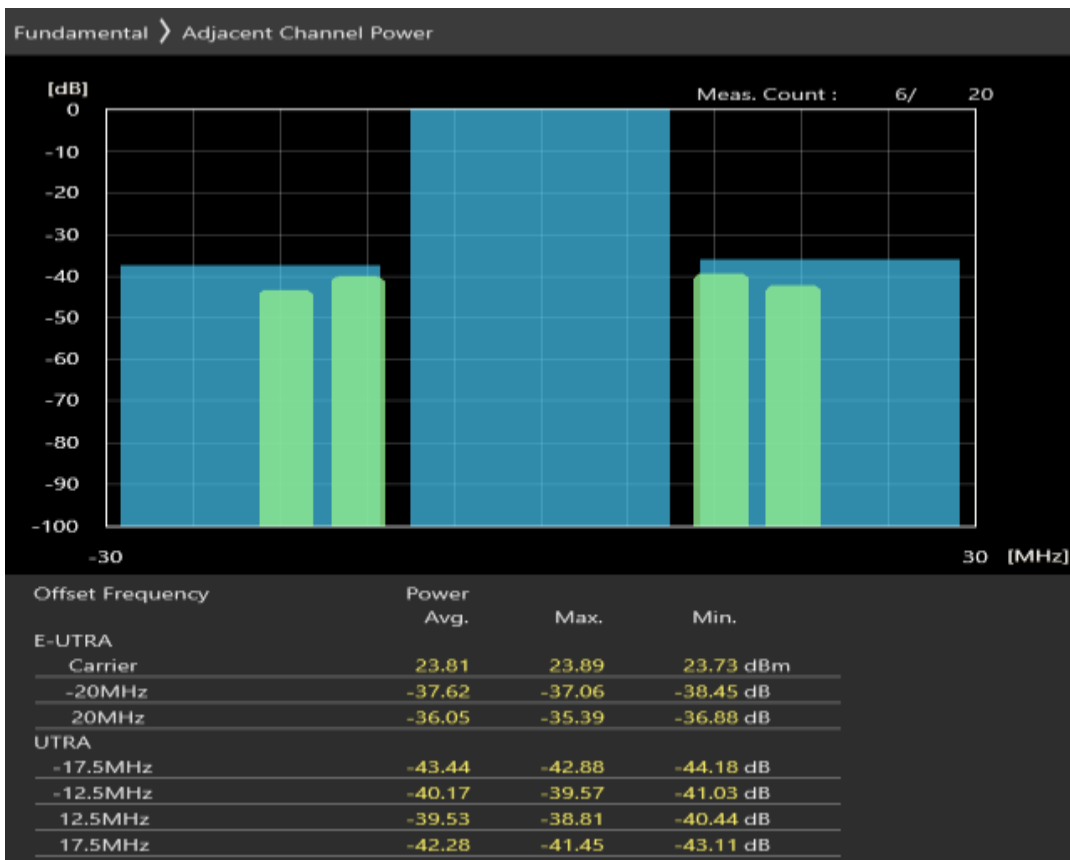 Fundamental 〉 Adjacent Channel Power
[dB]
Meas. Count : 6/ 20
0
-10
-20
-30
-40
-50
-60
-70
-80
-90
-100
-30 30 [MHz]
Offset Frequency Power
Avg. Max. Min.
E-UTRA
Carrier 23.81 23.89 23.73 dBm
-20MHz -37.62 -37.06 -38.45 dB
20MHz -36.05 -35.39 -36.88 dB
UTRA
-17.5MHz -43.44 -42.88 -44.18 dB
-12.5MHz -40.17 -39.57 -41.03 dB
12.5MHz -39.53 -38.81 -40.44 dB
17.5MHz -42.28 -41.45 -43.11 dB